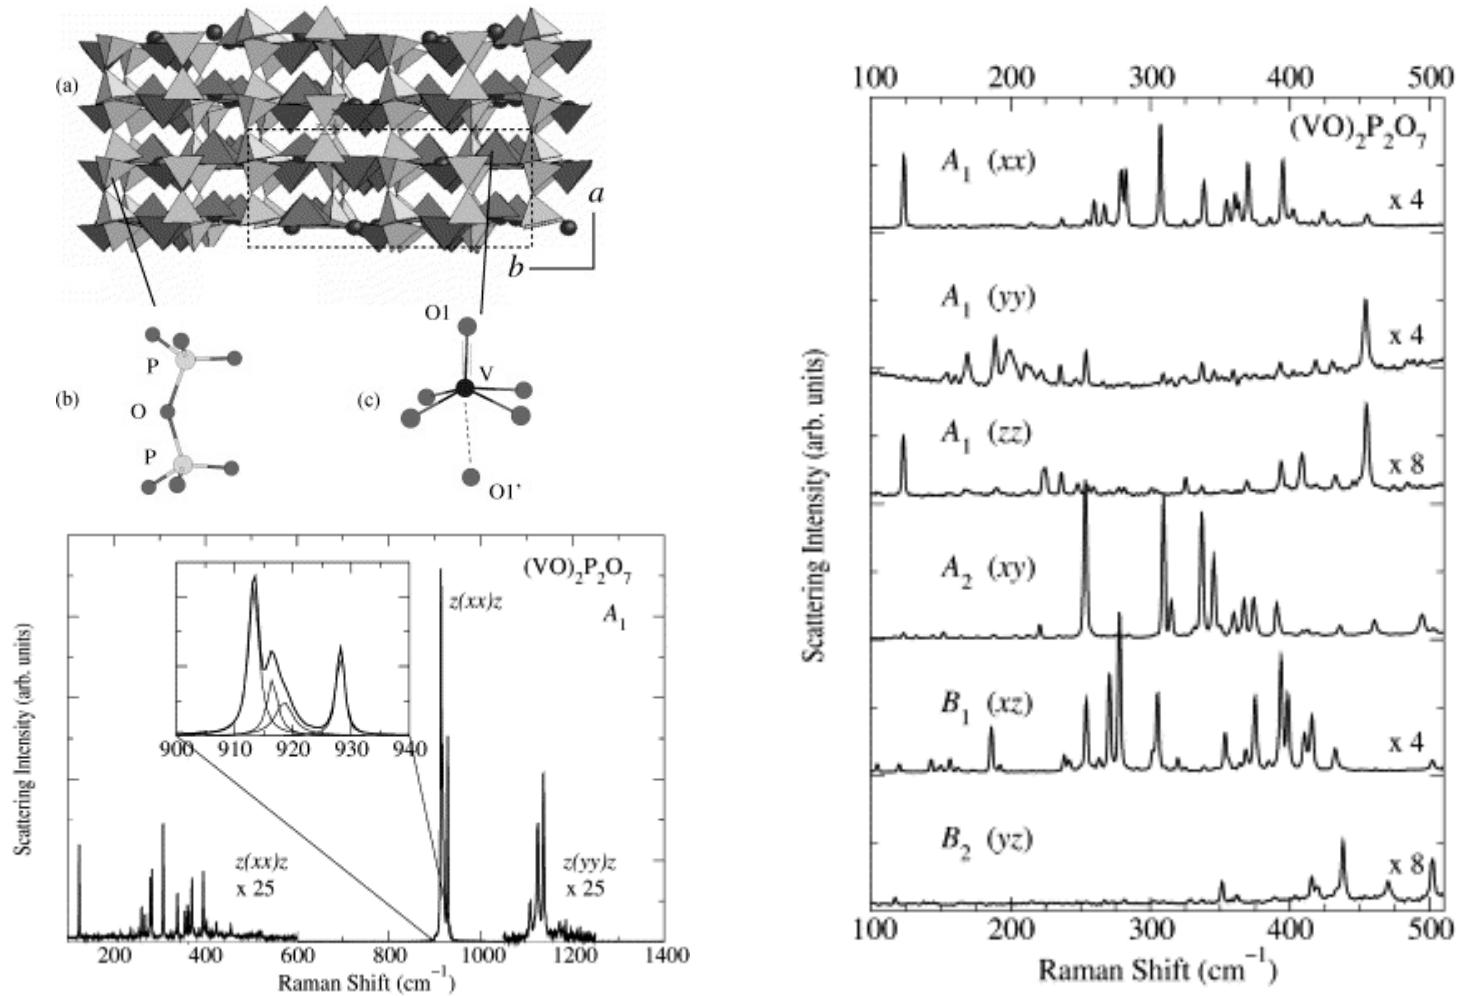 (a)
a
b
O1
P
V
(b)
O
(c)
P
O1'
(VO)₂P₂O₇
z(xx)z
A₁
900 910 920 930 940
z(xx)z
x 25
z(yy)z
x 25
200 400 600 800 1000 1200 1400
Raman Shift (cm⁻¹)
Scattering Intensity (arb. units)
100 200 300 400 500
(VO)₂P₂O₇
A₁ (xx)
x 4
A₁ (yy)
x 4
A₁ (zz)
x 8
A₂ (xy)
B₁ (xz)
x 4
B₂ (yz)
x 8
100 200 300 400 500
Raman Shift (cm⁻¹)
Scattering Intensity (arb. units)